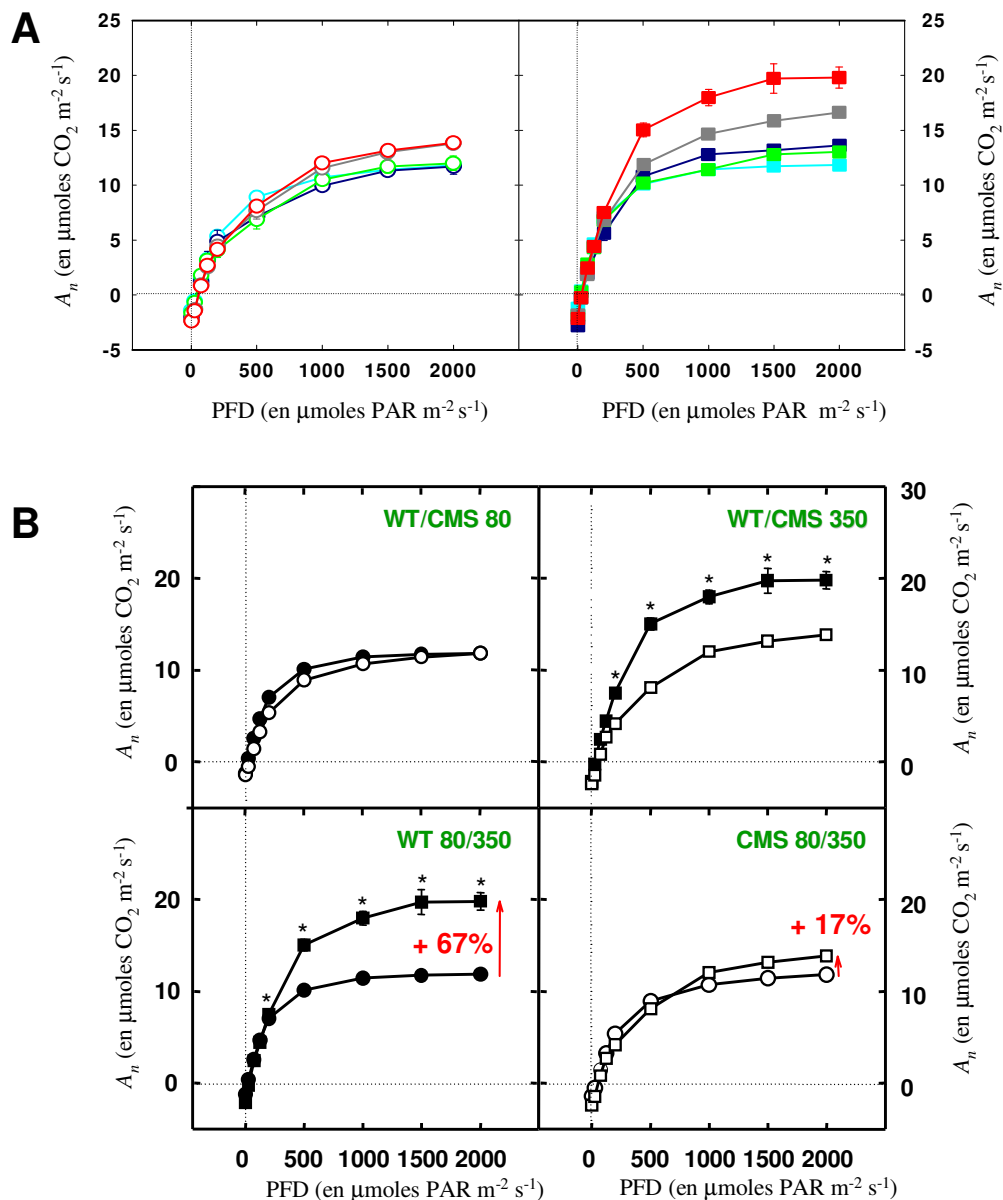 A
25
20
15
10
5
0
-5
25
20
15
10
5
0
-5
Aₙ (en μmoles CO₂ m⁻² s⁻¹)
Aₙ (en μmoles CO₂ m⁻² s⁻¹)
0 500 1000 1500 2000
0 500 1000 1500 2000
PFD (en μmoles PAR m⁻² s⁻¹)
PFD (en μmoles PAR m⁻² s⁻¹)
B
WT/CMS 80
WT/CMS 350
20
10
0
30
20
10
0
Aₙ (en μmoles CO₂ m⁻² s⁻¹)
Aₙ (en μmoles CO₂ m⁻² s⁻¹)
* * * * *
WT 80/350
CMS 80/350
20
10
0
20
10
0
Aₙ (en μmoles CO₂ m⁻² s⁻¹)
Aₙ (en μmoles CO₂ m⁻² s⁻¹)
* * * * *
+ 67%
+ 17%
0 500 1000 1500 2000
0 500 1000 1500 2000
PFD (en μmoles PAR m⁻² s⁻¹)
PFD (en μmoles PAR m⁻² s⁻¹)